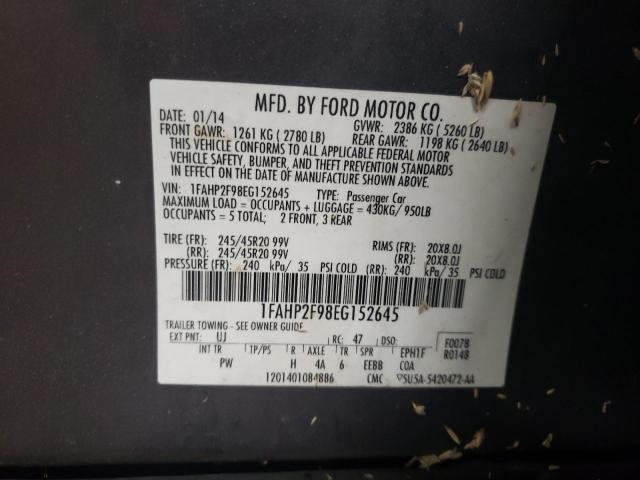 MFD. BY FORD MOTOR CO.
DATE: 01/14 GVWR: 2386 KG ( 5260 LB)
FRONT GAWR: 1261 KG ( 2780 LB) REAR GAWR: 1198 KG ( 2640 LB)
THIS VEHICLE CONFORMS TO ALL APPLICABLE FEDERAL MOTOR
VEHICLE SAFETY, BUMPER, AND THEFT PREVENTION STANDARDS
IN EFFECT ON THE DATE OF MANUFACTURE SHOWN ABOVE.
VIN: 1FAHP2F98EG152645 TYPE: Passenger Car
MAXIMUM LOAD = OCCUPANTS + LUGGAGE = 430KG/ 950LB
OCCUPANTS = 5 TOTAL; 2 FRONT, 3 REAR
TIRE (FR): 245/45R20 99V RIMS (FR): 20X8.0J
(RR): 245/45R20 99V (RR): 20X8.0J
PRESSURE (FR): 240 kPa/ 35 PSI COLD (RR): 240 kPa/ 35 PSI COLD
1FAHP2F98EG152645
TRAILER TOWING - SEE OWNER GUIDE
EXT PNT: UJ RC: 47 DSO: F0078
INT TR TP/PS R AXLE TR SPR EPH1F R0148
PW H 4A 6 EEBB COA
1201401084886 CMC 5U5A-5420472-AA